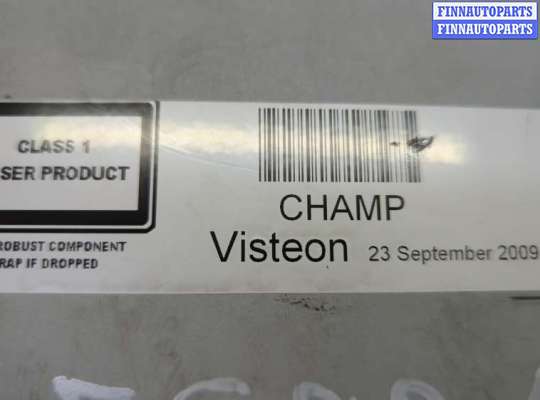 FINNAUTOPARTS
FINNAUTOPARTS
CLASS 1
SER PRODUCT
ROBUST COMPONENT
RAP IF DROPPED
CHAMP
Visteon 23 September 2009